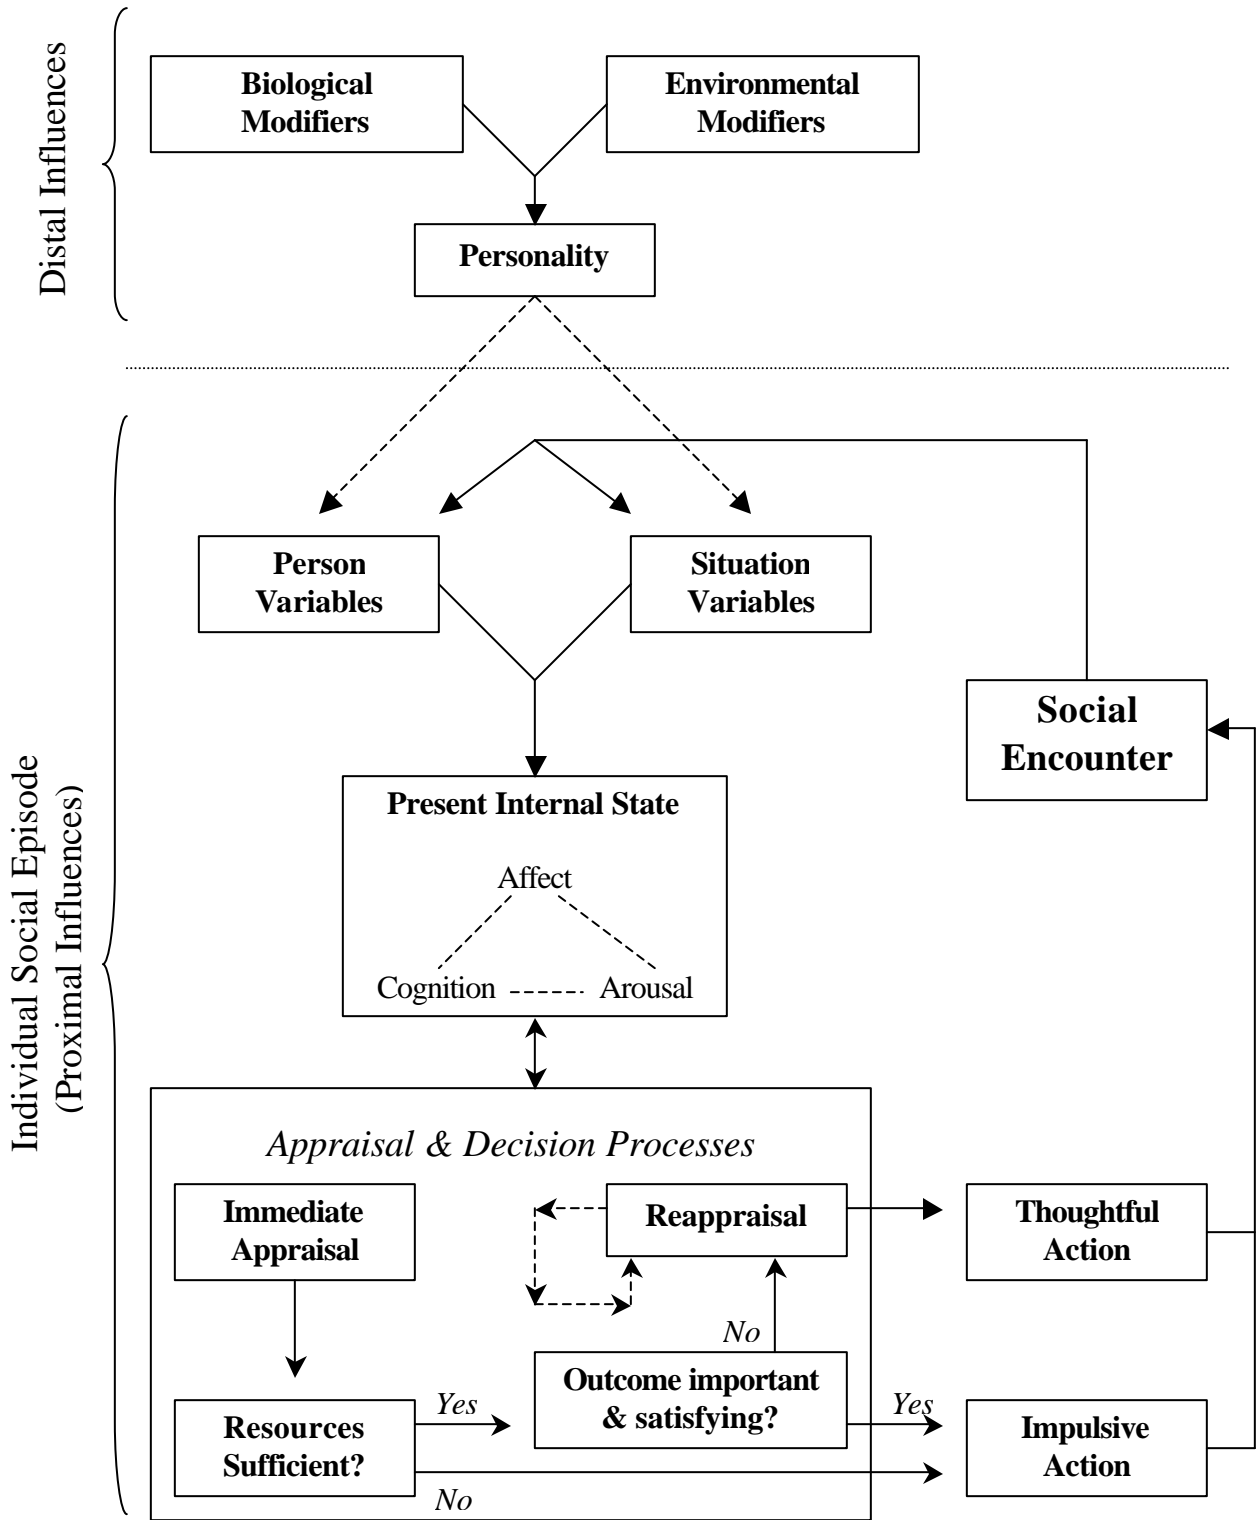 Distal Influences
Biological
Modifiers
Environmental
Modifiers
Personality
Individual Social Episode
(Proximal Influences)
Person
Variables
Situation
Variables
Social
Encounter
Present Internal State
Affect
Cognition
Arousal
Appraisal & Decision Processes
Immediate
Appraisal
Reappraisal
Thoughtful
Action
No
Resources
Sufficient?
Yes
Outcome important
& satisfying?
Yes
Impulsive
Action
No